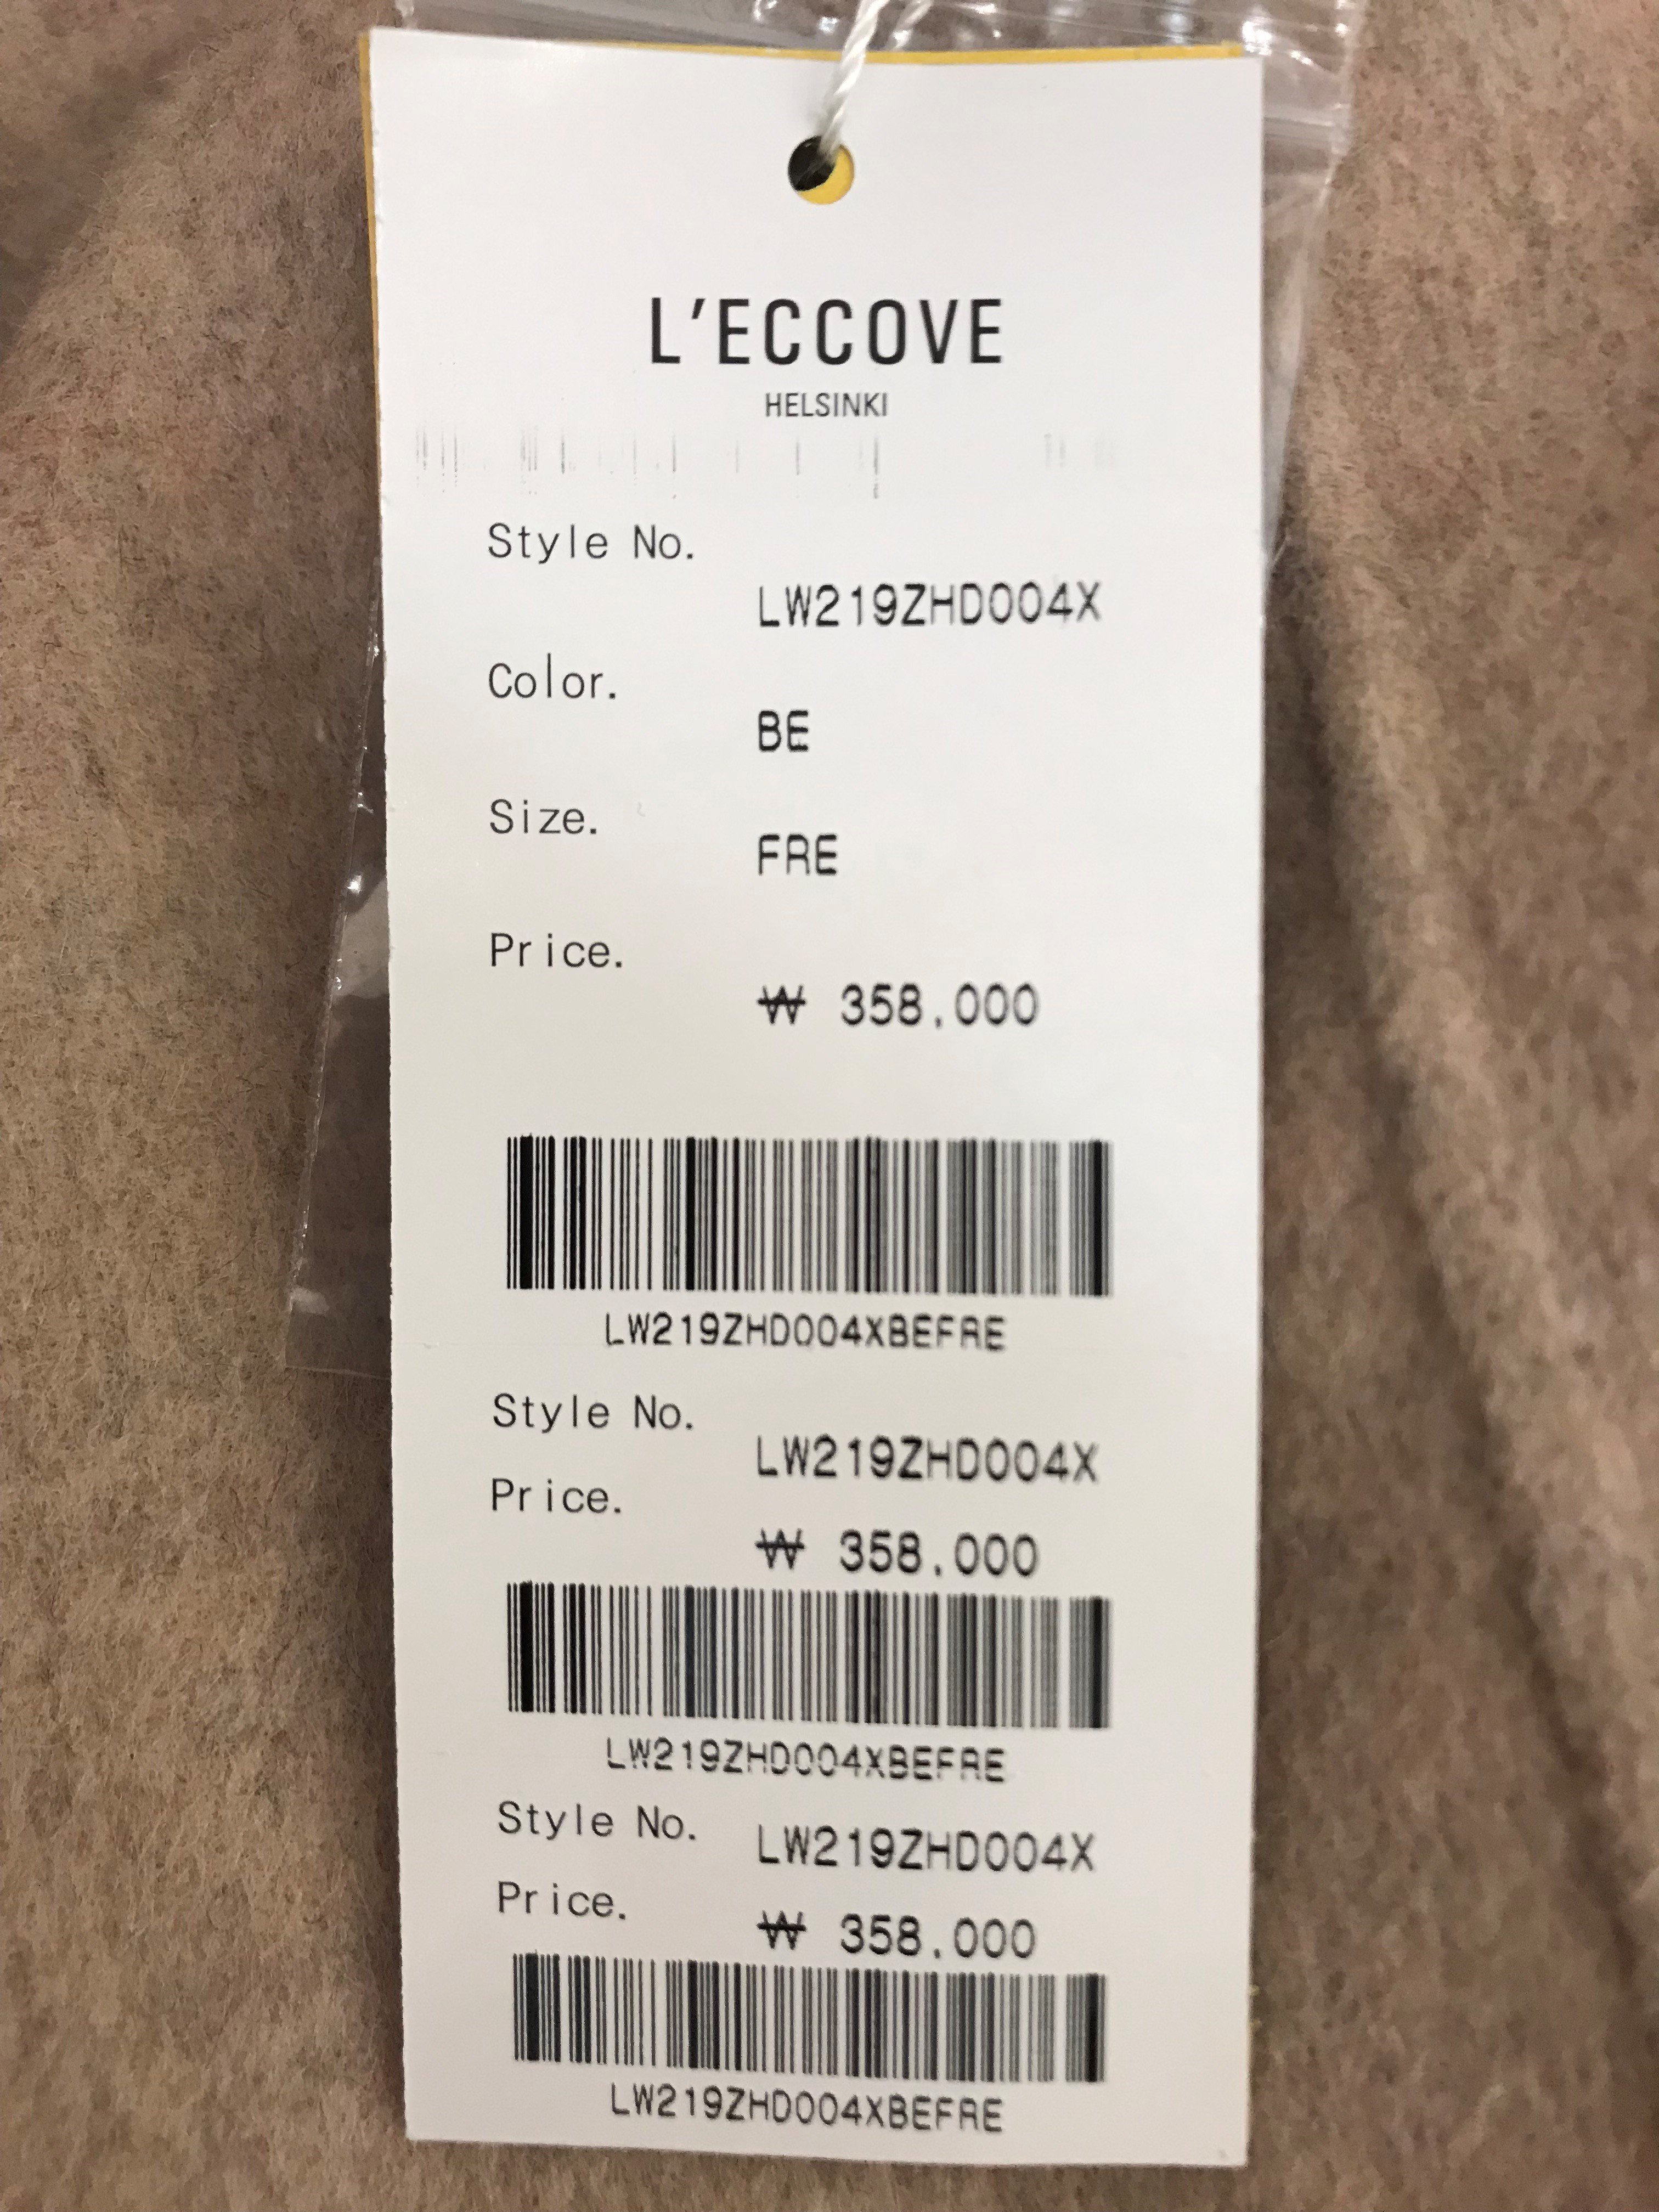 L'ECCOVE
HELSINKI
Style No.
LW219ZHD004X
Color.
BE
Size.
FRE
Price.
₩ 358,000
LW219ZHD004XBEFRE
Style No.
LW219ZHD004X
Price.
₩ 358,000
LW219ZHD004XBEFRE
Style No.
LW219ZHD004X
Price.
₩ 358,000
LW219ZHD004XBEFRE